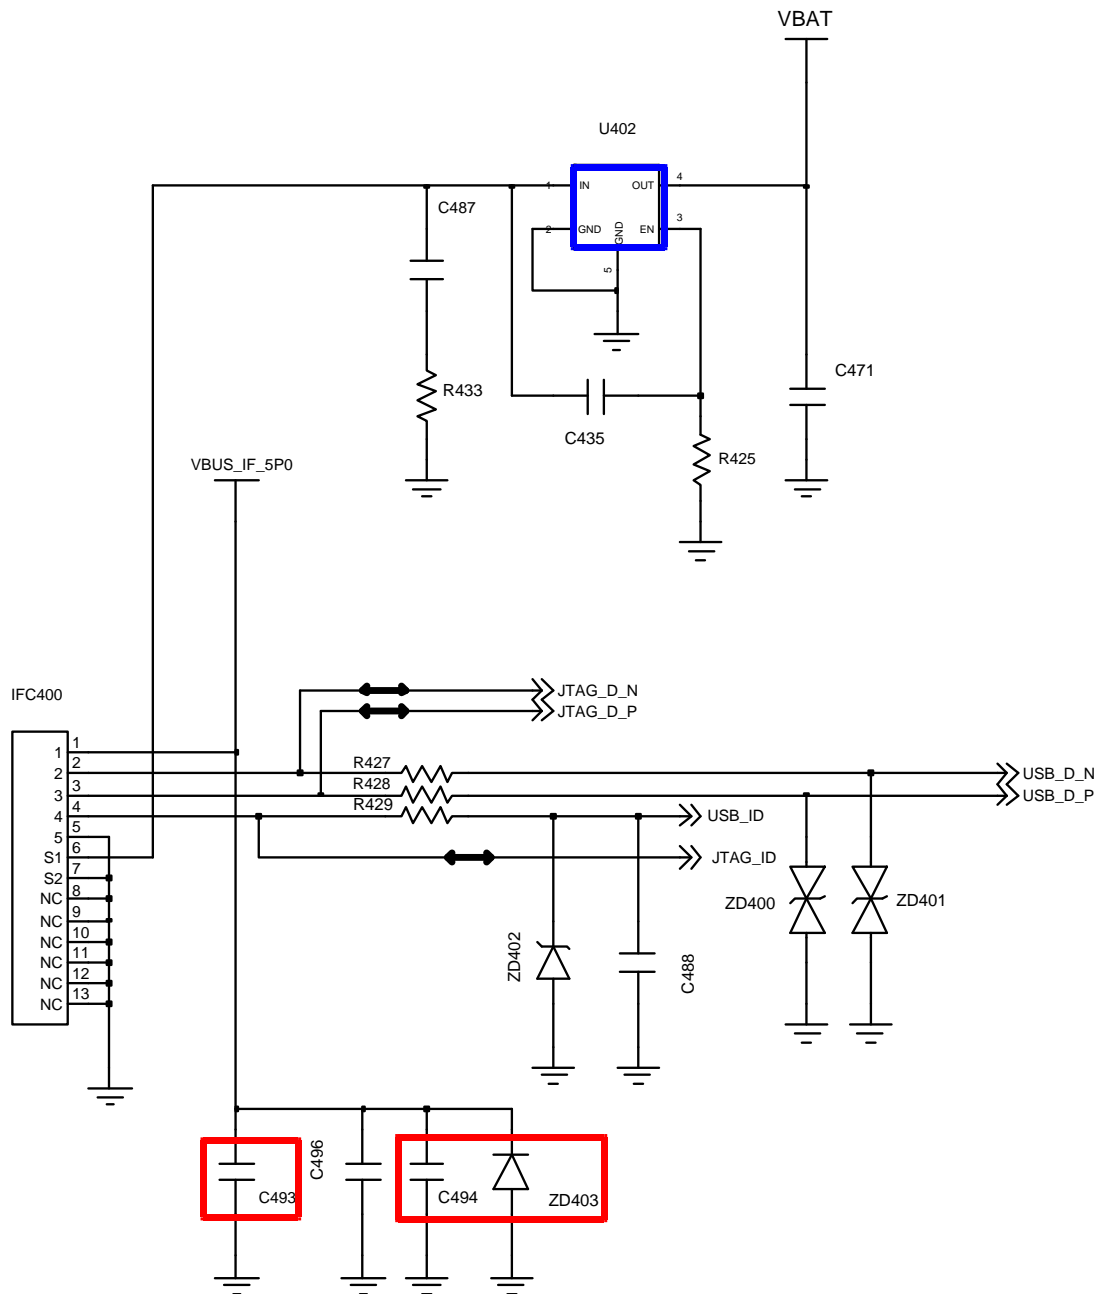 VBAT
U402
1 IN OUT 4
2 GND GND EN 3
5
C487
R433
C435
C471
R425
VBUS_IF_5P0
IFC400
JTAG_D_N
JTAG_D_P
1 1
2 2 R427 USB_D_N
3 3 R428 USB_D_P
4 4 R429 USB_ID
5 5
S1 6 JTAG_ID
S2 7
NC 8
NC 9
NC 10
NC 11
NC 12
NC 13
ZD400
ZD401
ZD402
C488
C493
C496
C494
ZD403